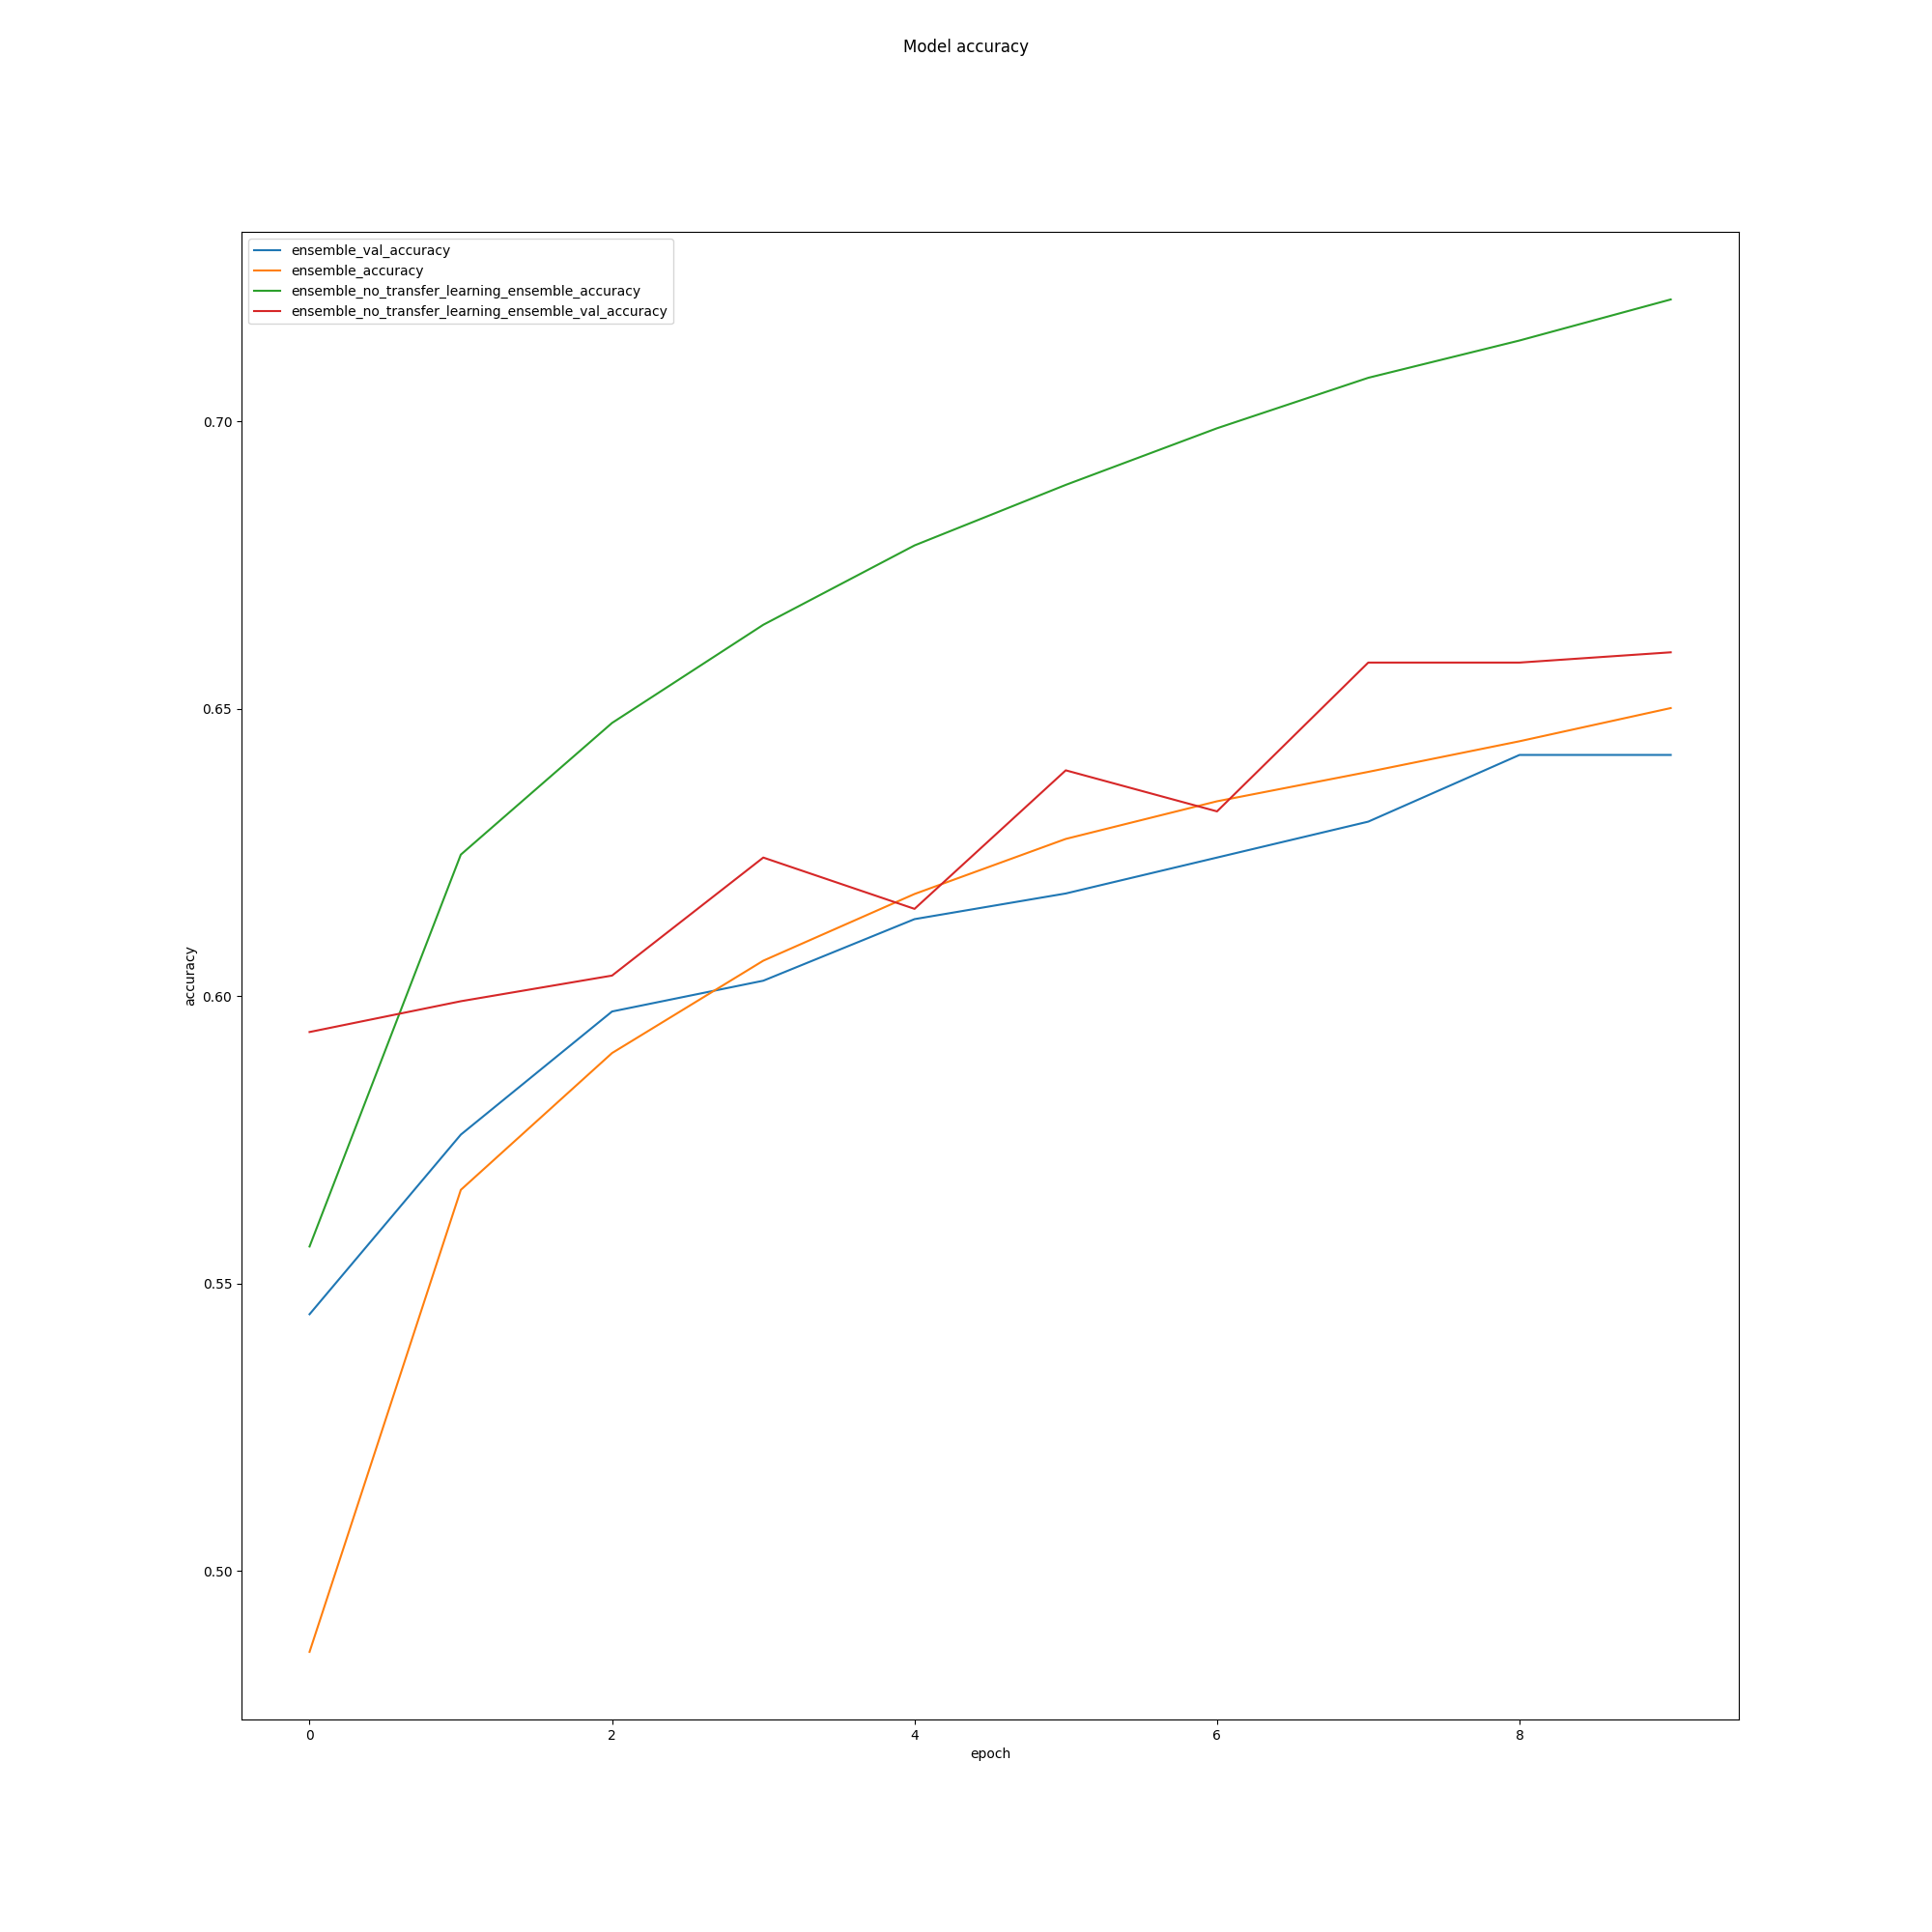 Model accuracy
ensemble_val_accuracy
ensemble_accuracy
ensemble_no_transfer_learning_ensemble_accuracy
ensemble_no_transfer_learning_ensemble_val_accuracy
0.70
0.65
0.60
0.55
0.50
accuracy
0 2 4 6 8
epoch